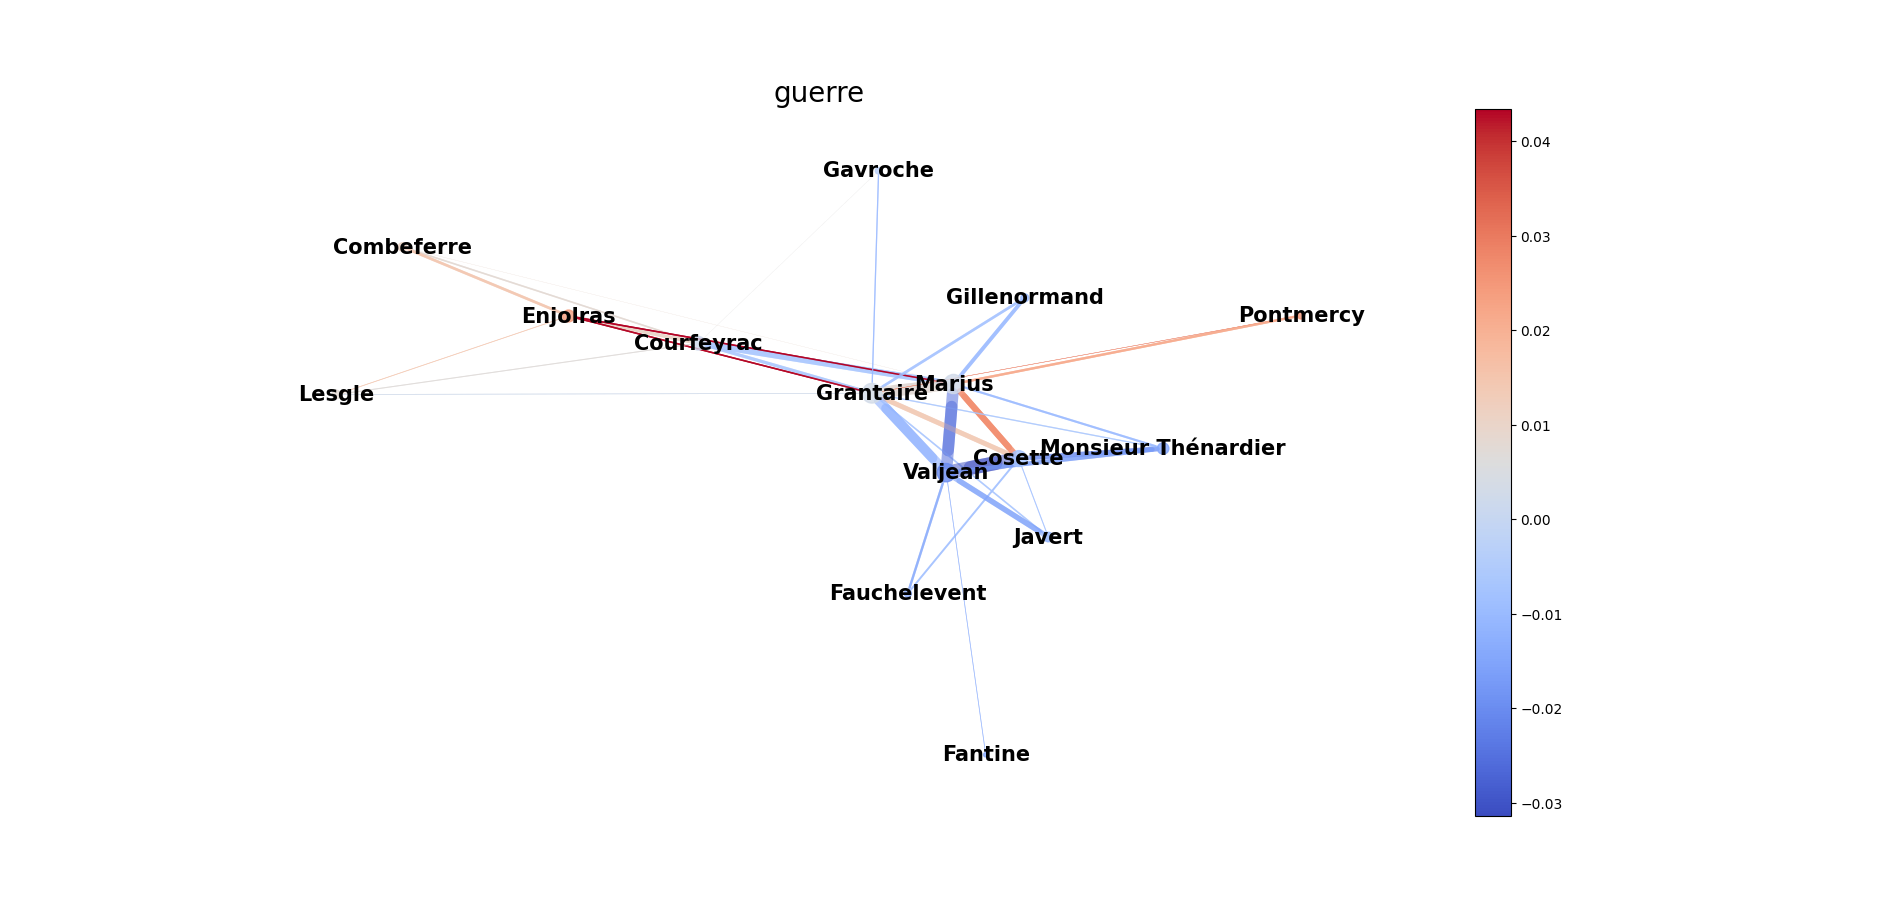 guerre
Gavroche
Combeferre
Gillenormand
Enjolras
Pontmercy
Courfeyrac
Marius
Lesgle
Grantaire
Monsieur Thénardier
Cosette
Valjean
Javert
Fauchelevent
Fantine
0.04
0.03
0.02
0.01
0.00
−0.01
−0.02
−0.03